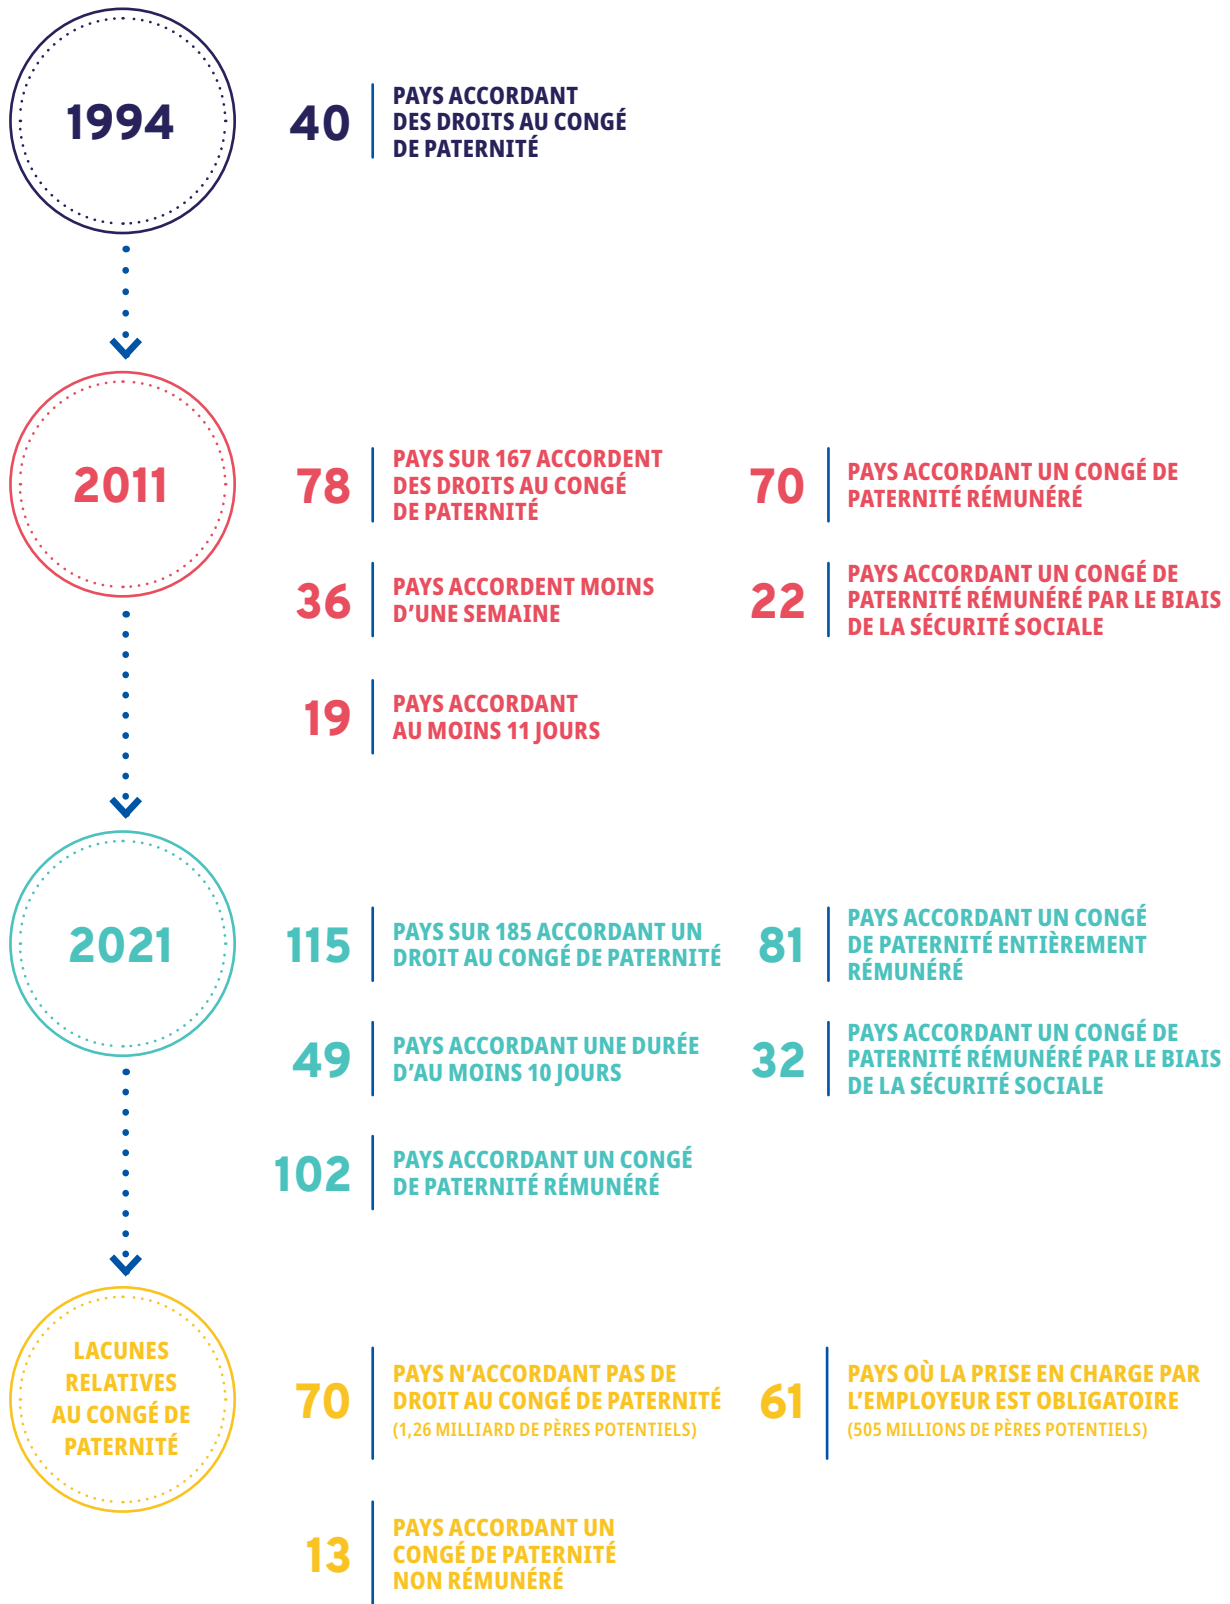 1994
40
PAYS ACCORDANT
DES DROITS AU CONGÉ
DE PATERNITÉ
2011
78
PAYS SUR 167 ACCORDENT
DES DROITS AU CONGÉ
DE PATERNITÉ
70
PAYS ACCORDANT UN CONGÉ DE
PATERNITÉ RÉMUNÉRÉ
36
PAYS ACCORDENT MOINS
D’UNE SEMAINE
22
PAYS ACCORDANT UN CONGÉ DE
PATERNITÉ RÉMUNÉRÉ PAR LE BIAIS
DE LA SÉCURITÉ SOCIALE
19
PAYS ACCORDANT
AU MOINS 11 JOURS
2021
115
PAYS SUR 185 ACCORDANT UN
DROIT AU CONGÉ DE PATERNITÉ
81
PAYS ACCORDANT UN CONGÉ
DE PATERNITÉ ENTIÈREMENT
RÉMUNÉRÉ
49
PAYS ACCORDANT UNE DURÉE
D’AU MOINS 10 JOURS
32
PAYS ACCORDANT UN CONGÉ DE
PATERNITÉ RÉMUNÉRÉ PAR LE BIAIS
DE LA SÉCURITÉ SOCIALE
102
PAYS ACCORDANT UN CONGÉ
DE PATERNITÉ RÉMUNÉRÉ
LACUNES
RELATIVES
AU CONGÉ DE
PATERNITÉ
70
PAYS N’ACCORDANT PAS DE
DROIT AU CONGÉ DE PATERNITÉ
(1,26 MILLIARD DE PÈRES POTENTIELS)
61
PAYS OÙ LA PRISE EN CHARGE PAR
L’EMPLOYEUR EST OBLIGATOIRE
(505 MILLIONS DE PÈRES POTENTIELS)
13
PAYS ACCORDANT UN
CONGÉ DE PATERNITÉ
NON RÉMUNÉRÉ